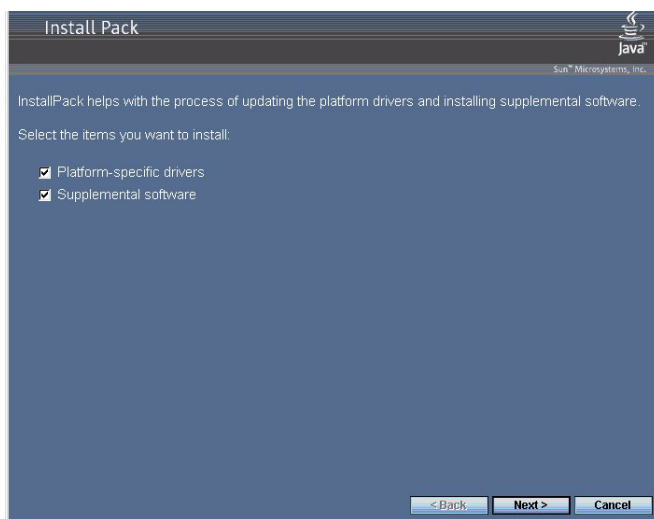 Install Pack
Java™
Sun™ Microsystems, Inc.
InstallPack helps with the process of updating the platform drivers and installing supplemental software.
Select the items you want to install:
Platform-specific drivers
Supplemental software
< Back Next > Cancel